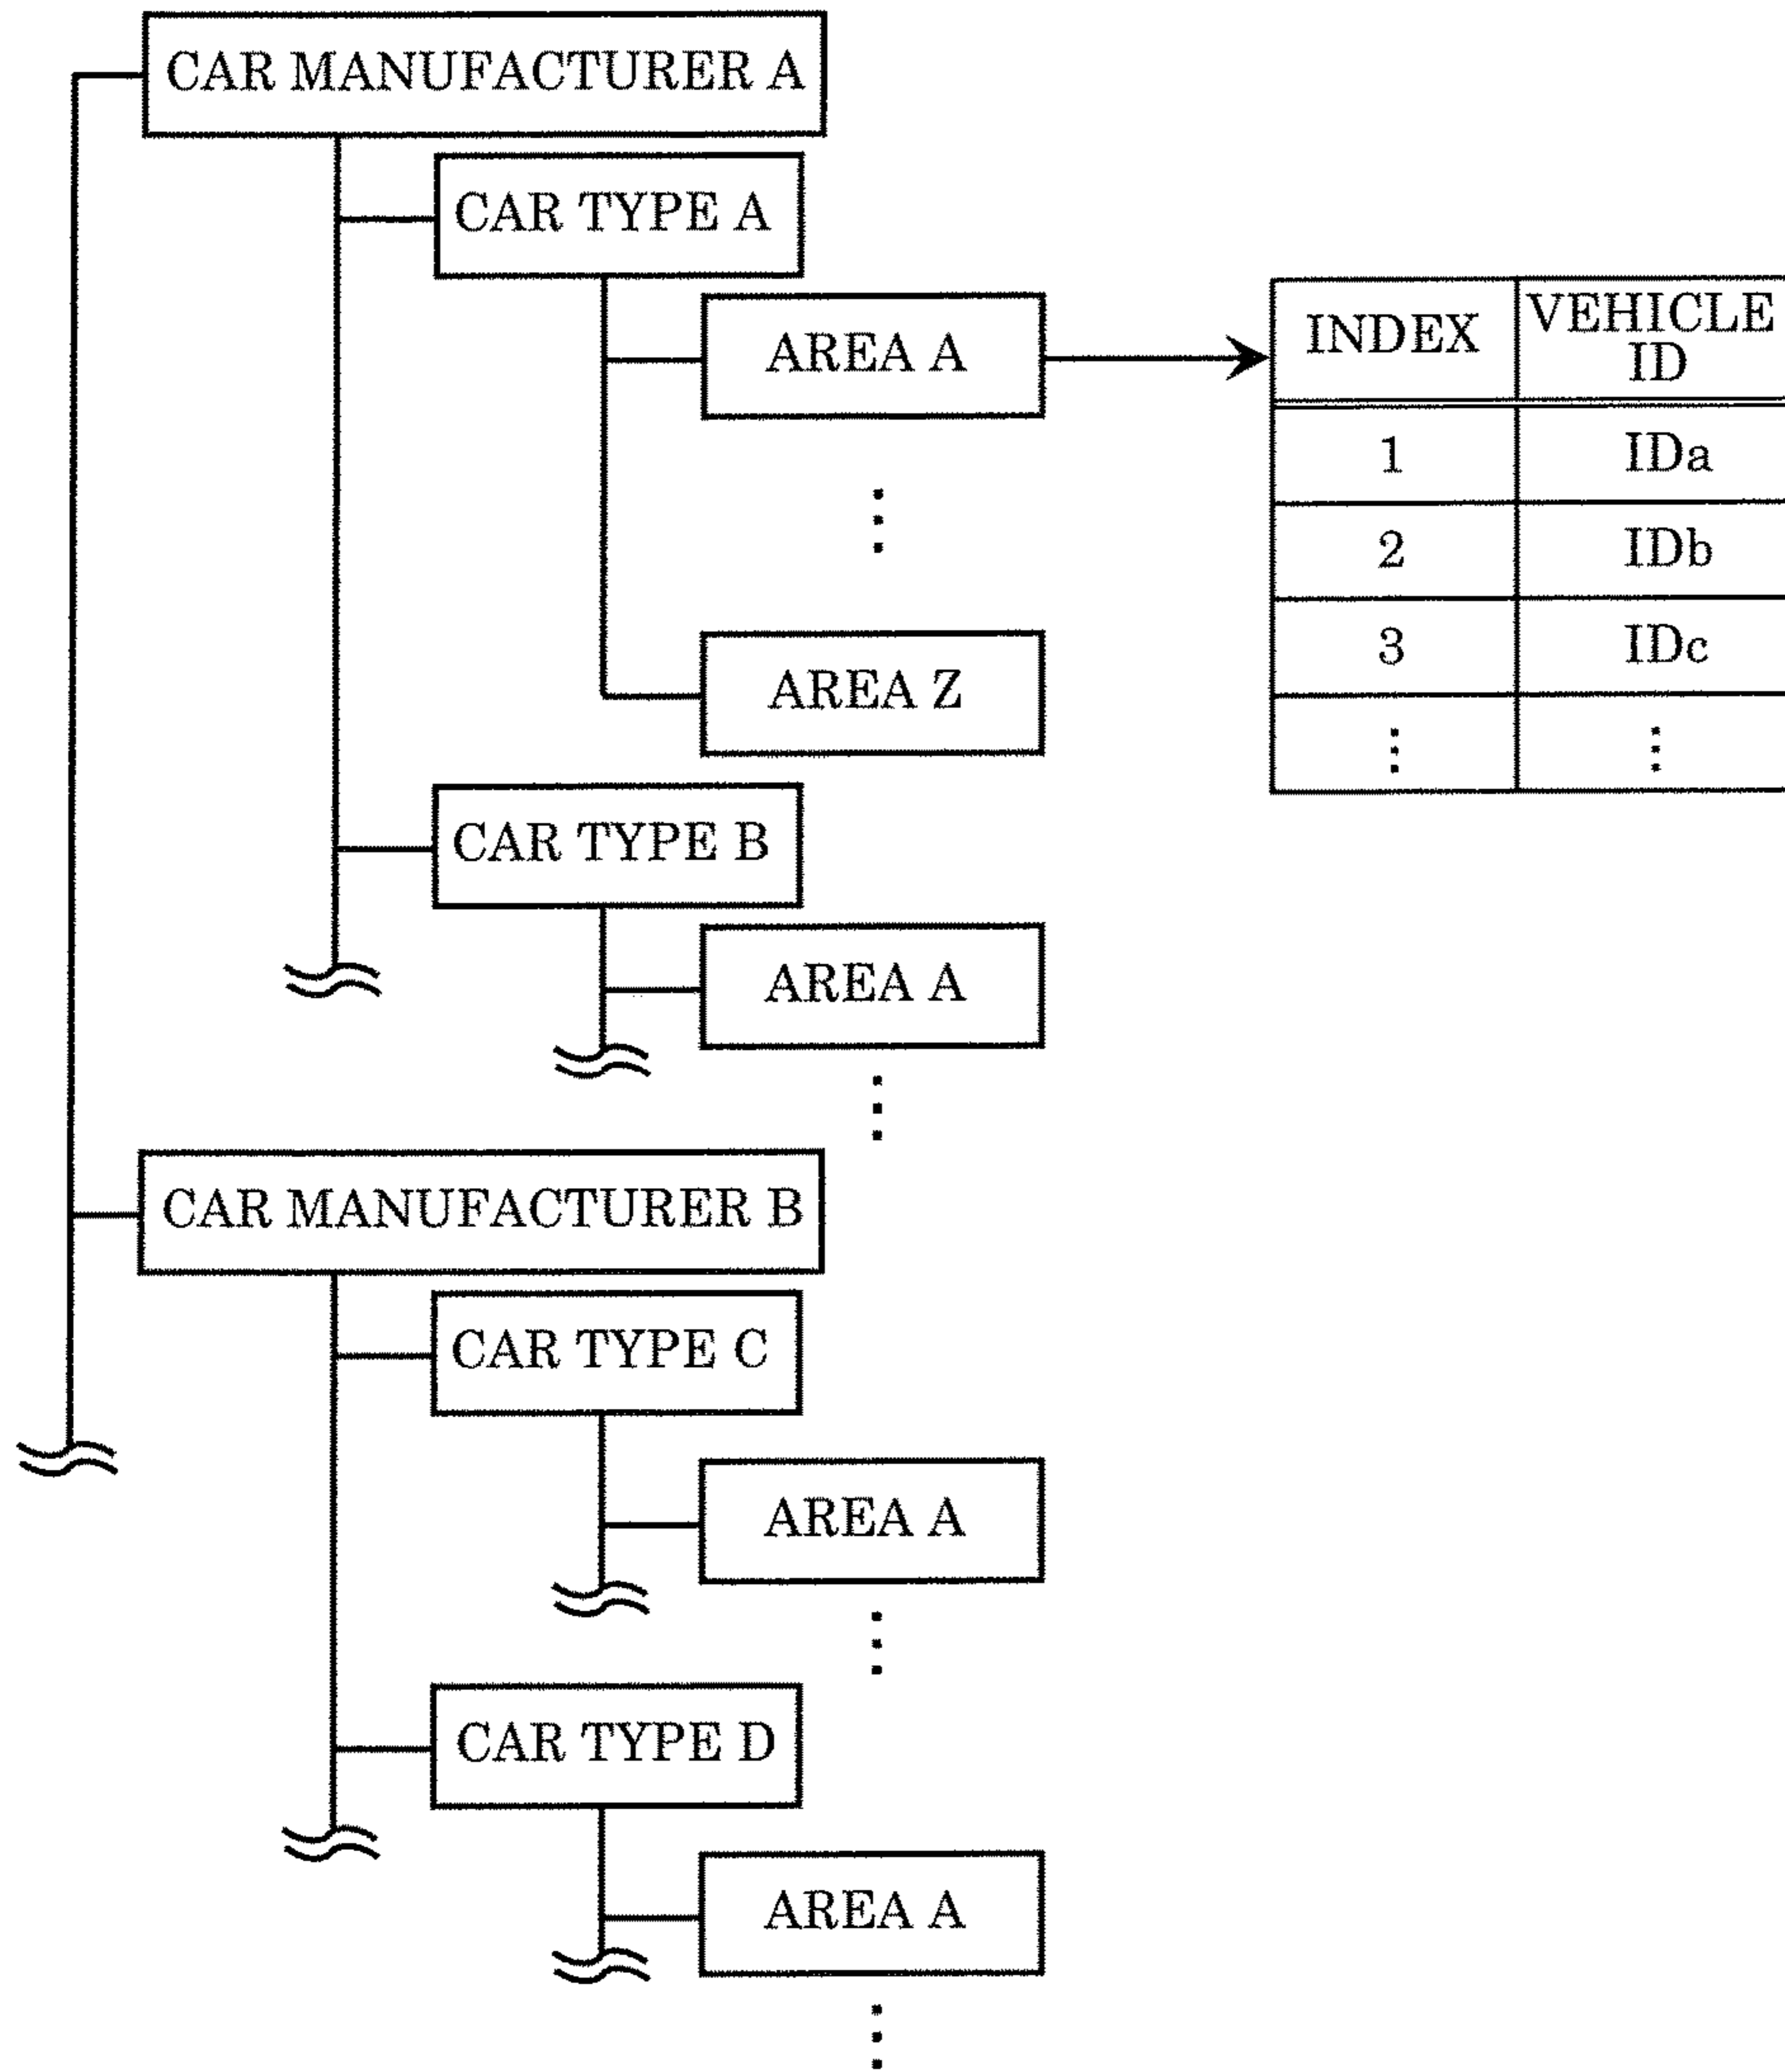 CAR MANUFACTURER A
CAR TYPE A
AREA A
AREA Z
INDEX
VEHICLE
ID
1
IDa
2
IDb
3
IDc
CAR TYPE B
AREA A
CAR MANUFACTURER B
CAR TYPE C
AREA A
CAR TYPE D
AREA A